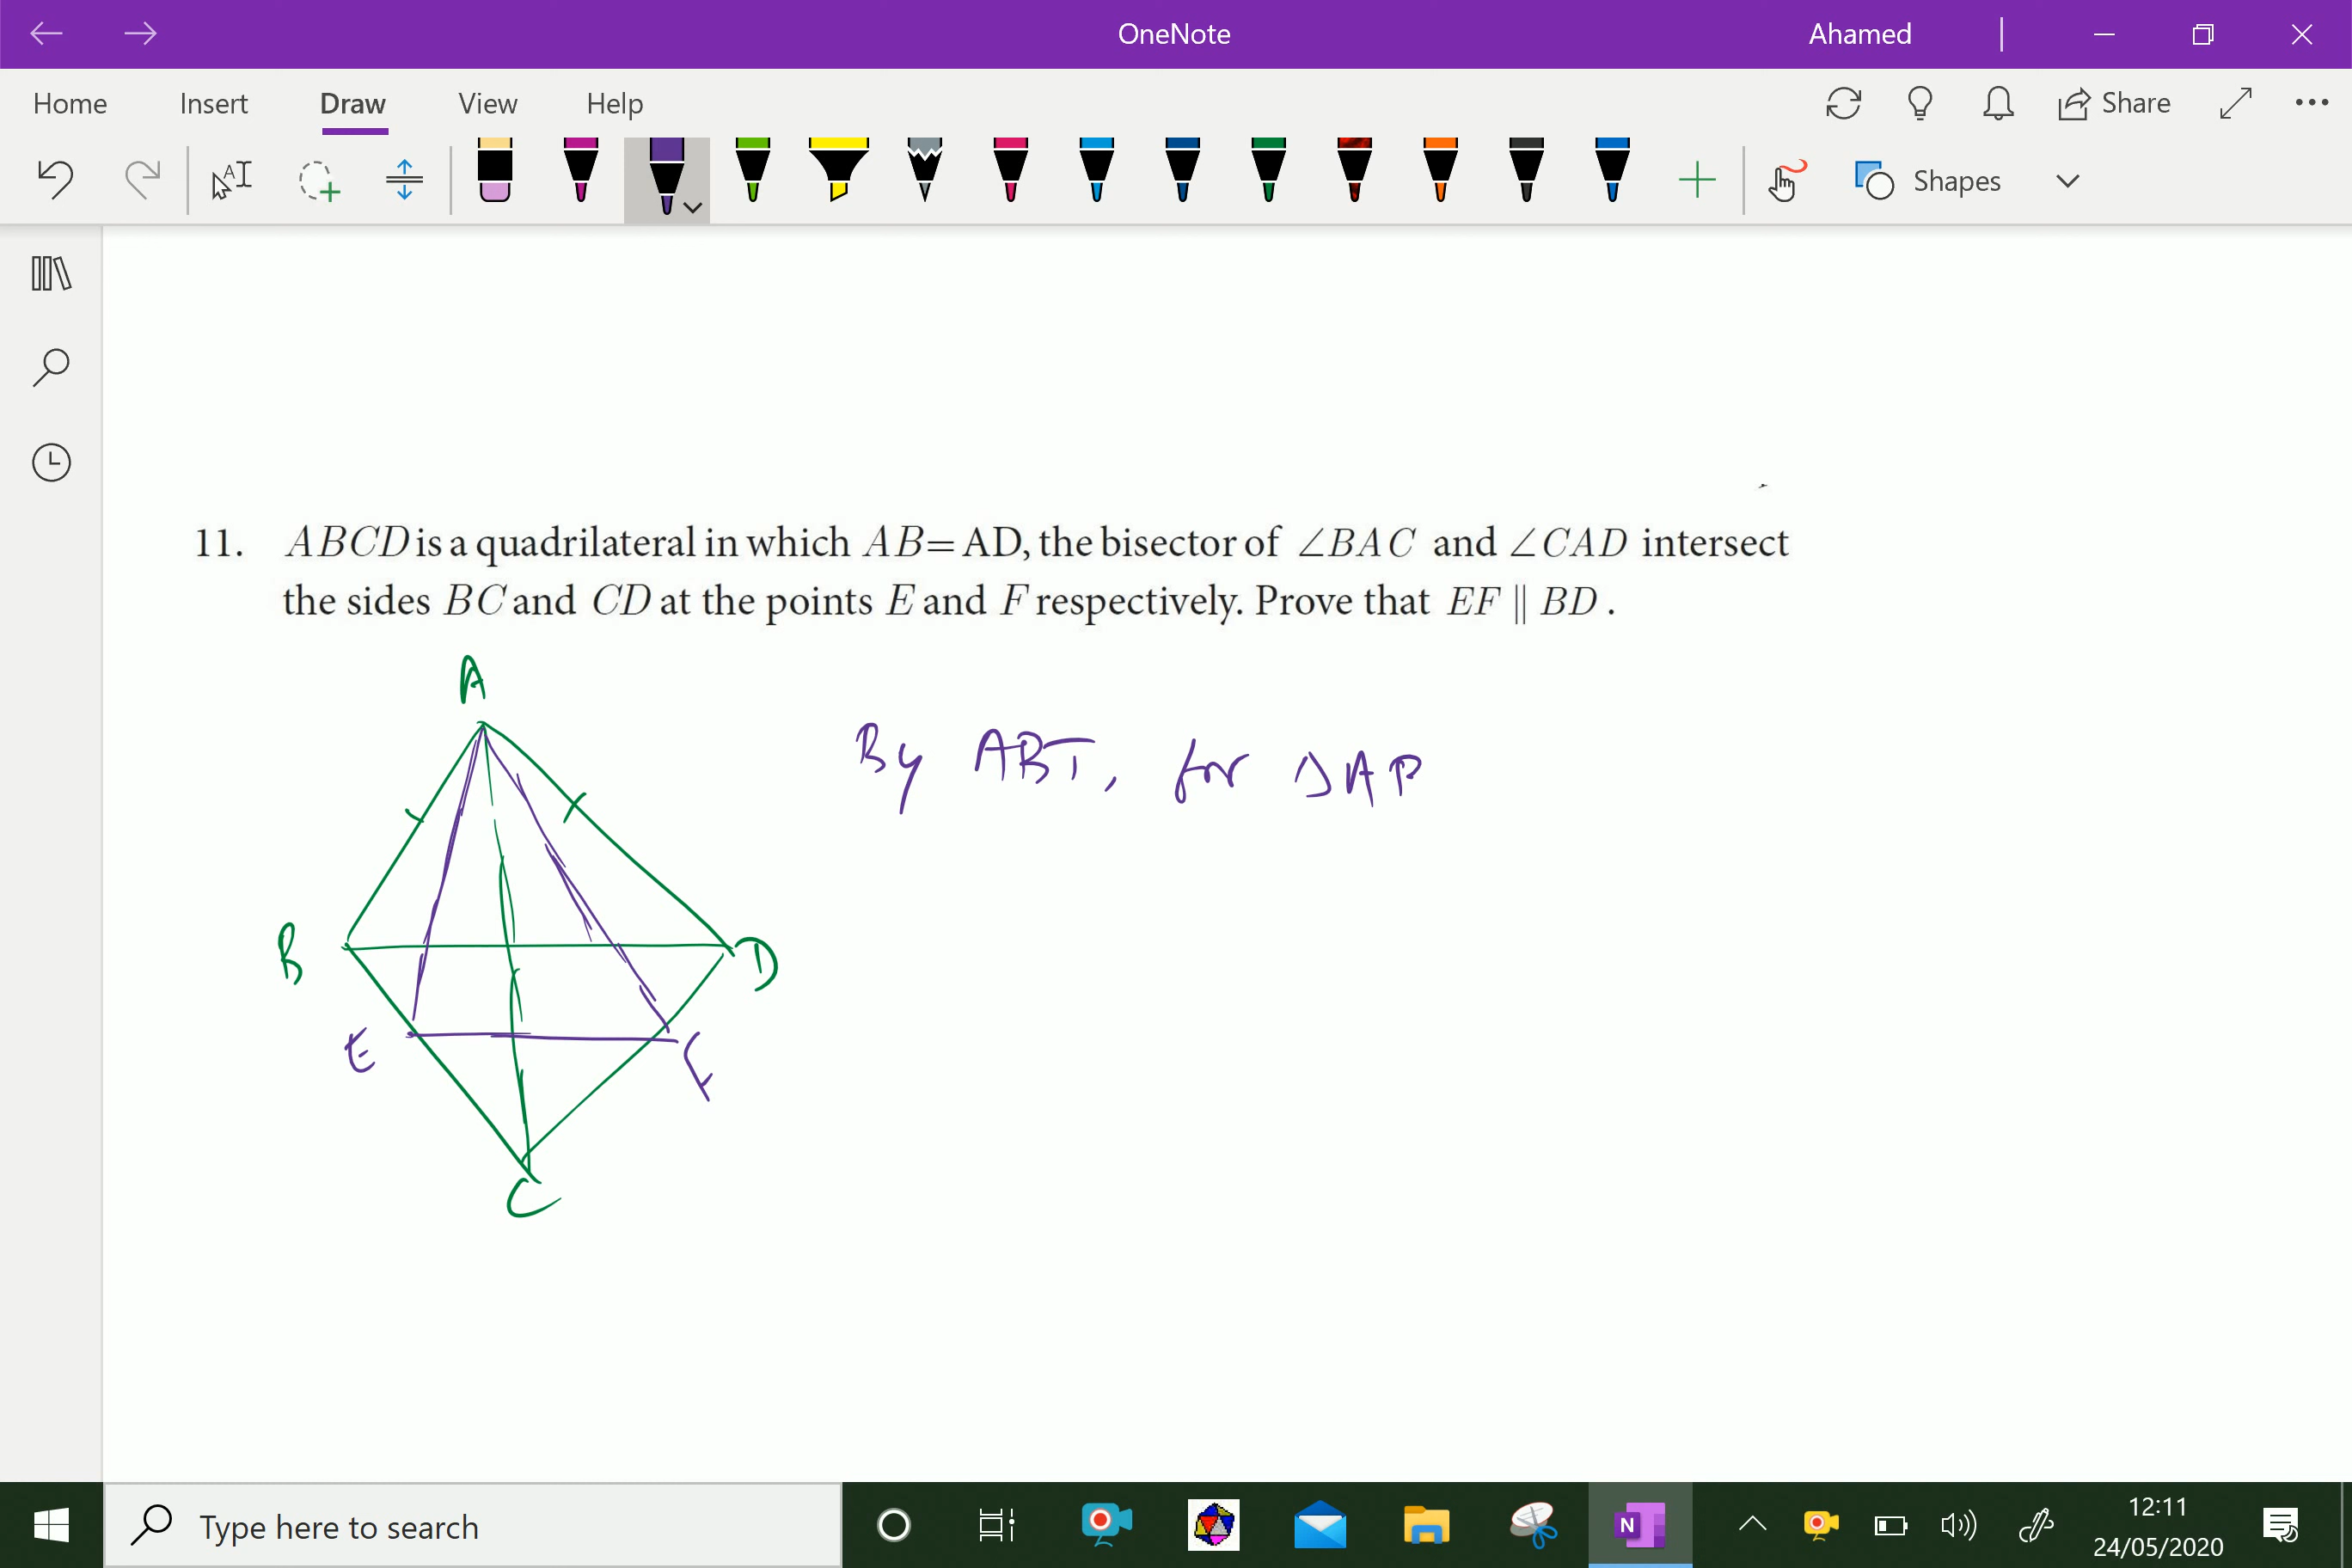 OneNote
Ahamed
Home Insert Draw View Help
Share
Shapes
11. ABCD is a quadrilateral in which AB= AD, the bisector of ∠BAC and ∠CAD intersect
the sides BC and CD at the points E and F respectively. Prove that EF ∥ BD .
A
By ABT, for ΔAB
B
D
E
F
C
Type here to search
N
12:11
24/05/2020